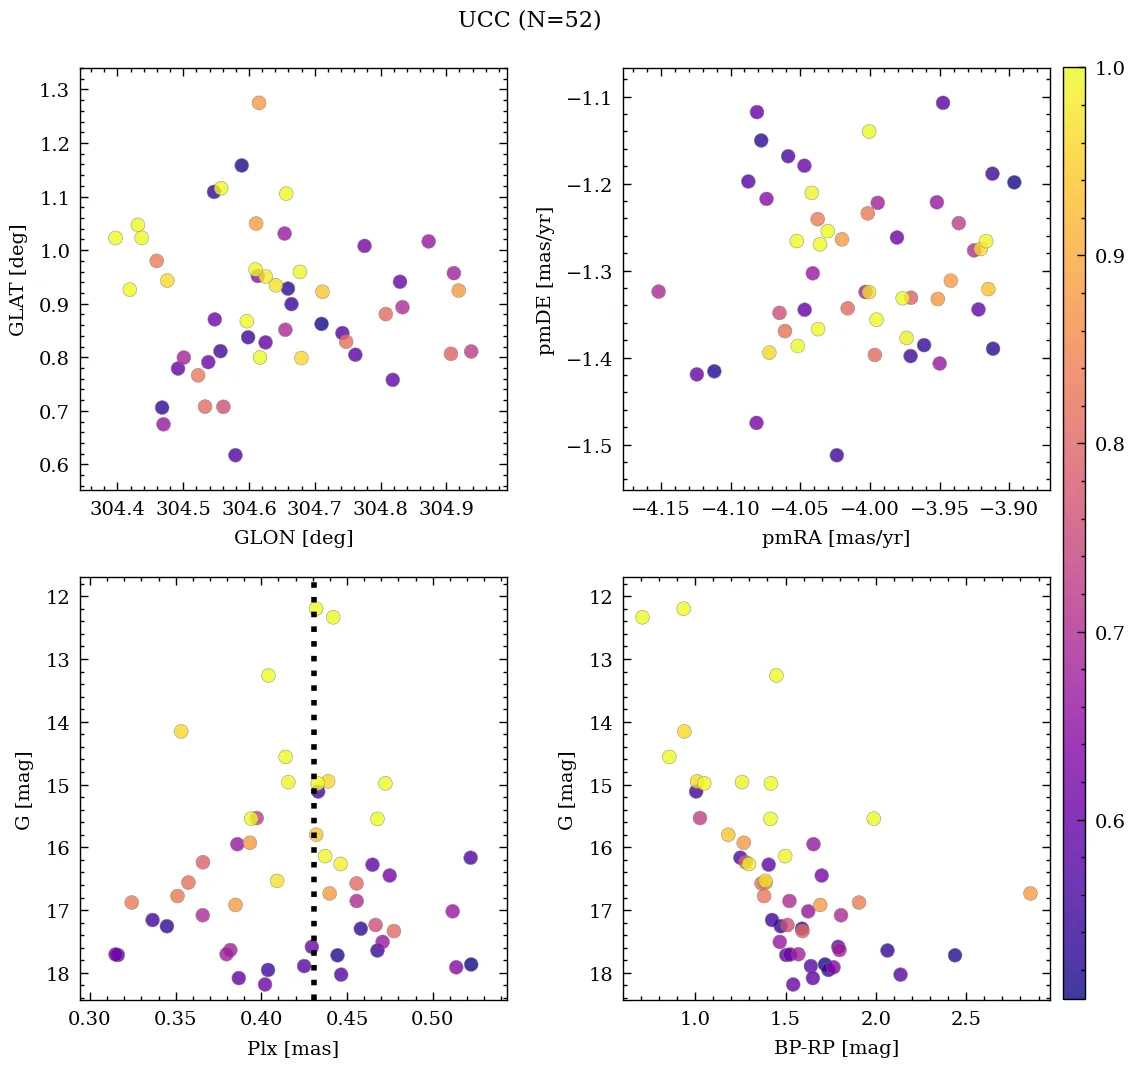 UCC (N=52)
1.3
1.2
1.1
1.0
0.9
0.8
0.7
0.6
GLAT [deg]
304.4 304.5 304.6 304.7 304.8 304.9
GLON [deg]
−1.1
−1.2
−1.3
−1.4
−1.5
pmDE [mas/yr]
−4.15 −4.10 −4.05 −4.00 −3.95 −3.90
pmRA [mas/yr]
1.0
0.9
0.8
0.7
0.6
12
13
14
15
16
17
18
G [mag]
0.30 0.35 0.40 0.45 0.50
Plx [mas]
12
13
14
15
16
17
18
G [mag]
1.0 1.5 2.0 2.5
BP-RP [mag]